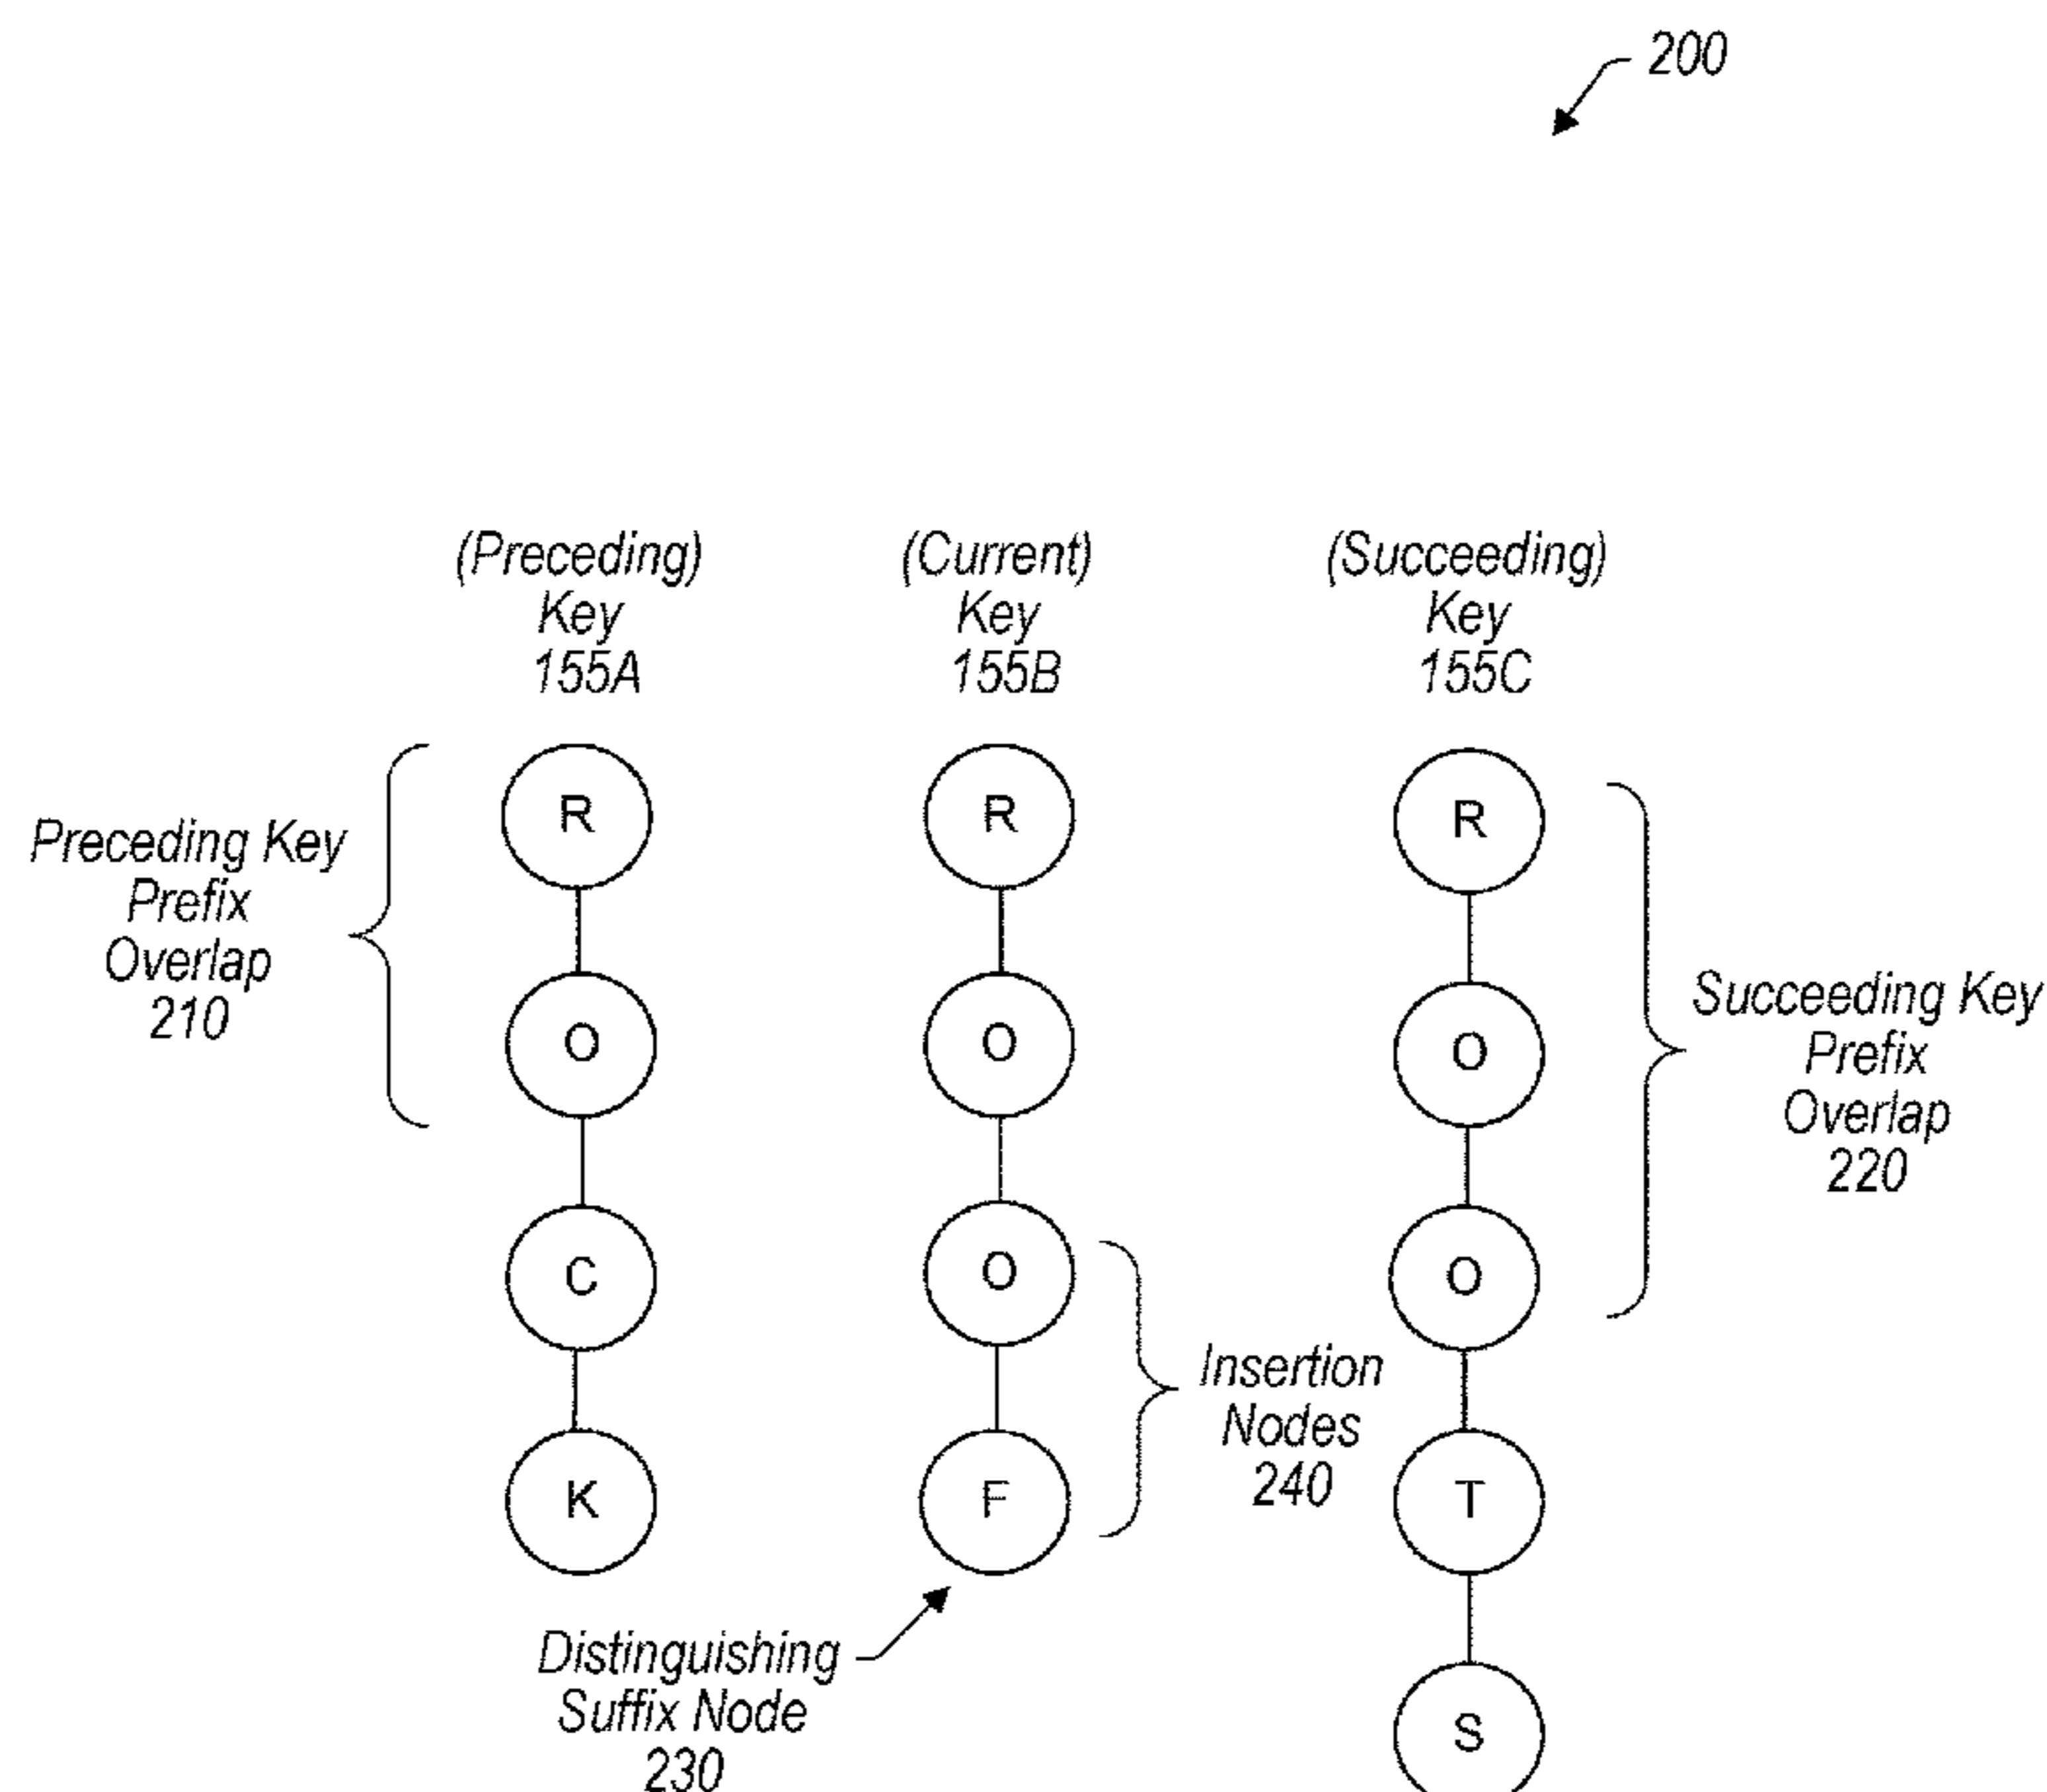 200
(Preceding)
Key
155A
(Current)
Key
155B
(Succeeding)
Key
155C
Preceding Key
Prefix
Overlap
210
R
O
C
K
R
O
O
F
Insertion
Nodes
240
Distinguishing
Suffix Node
230
R
O
O
T
S
Succeeding Key
Prefix
Overlap
220